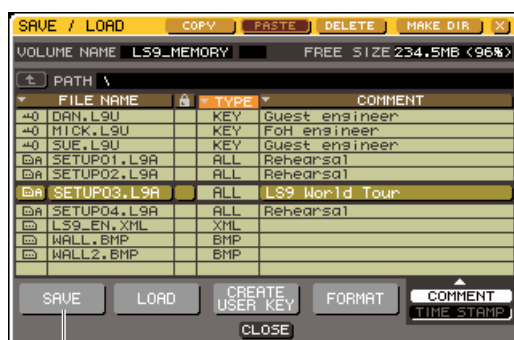 SAVE / LOAD COPY PASTE DELETE MAKE DIR X
VOLUME NAME LS9_MEMORY FREE SIZE 234.5MB (96%)
PATH \
FILE NAME TYPE COMMENT
DAN.L9U KEY Guest engineer
MICK.L9U KEY FoH engineer
SUE.L9U KEY Guest engineer
SETUP01.L9A ALL Rehearsal
SETUP02.L9A ALL Rehearsal
SETUP03.L9A ALL LS9 World Tour
SETUP04.L9A ALL Rehearsal
LS9_EN.XML XML
WALL.BMP BMP
WALL2.BMP BMP
SAVE LOAD CREATE USER KEY FORMAT COMMENT
TIME STAMP
CLOSE